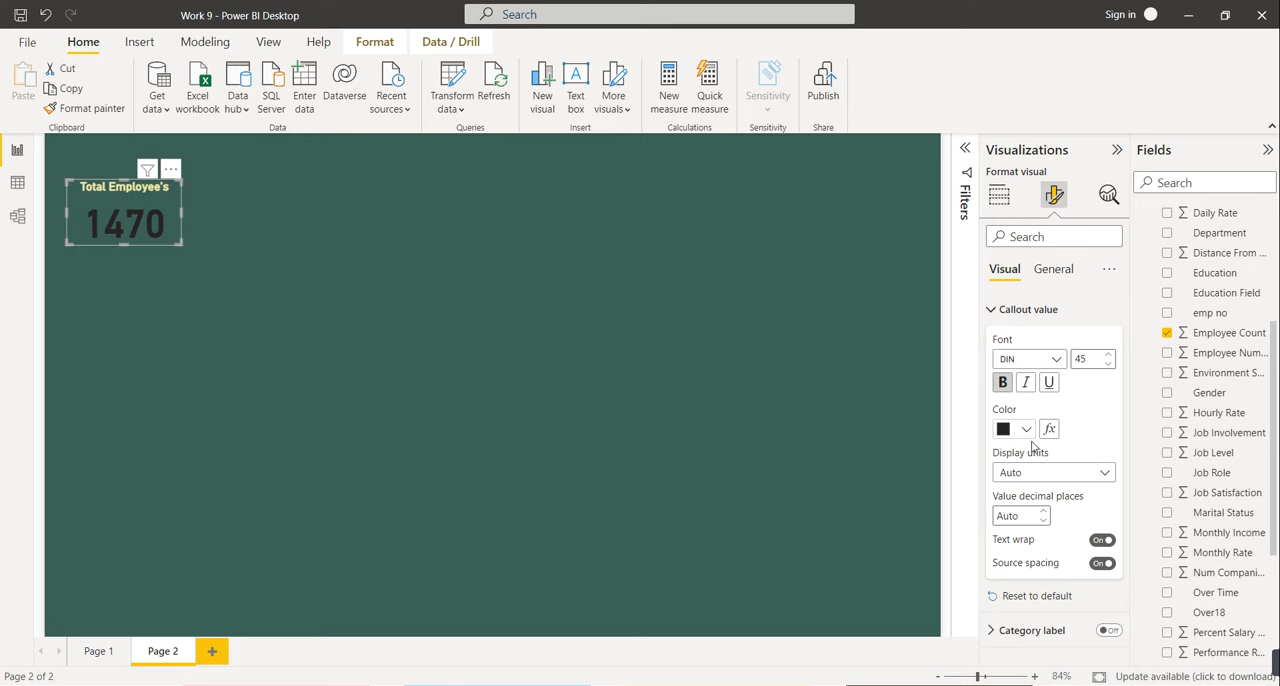 Work 9 - Power BI Desktop
Search
Sign in
File
Home
Insert
Modeling
View
Help
Format
Data / Drill
Paste
Cut
Copy
Format painter
Clipboard
Get data
Excel workbook
Data hub
SQL Server
Enter data
Dataverse
Recent sources
Data
Transform data
Refresh
Queries
New visual
Text box
More visuals
Insert
New measure
Quick measure
Calculations
Sensitivity
Sensitivity
Publish
Share
Total Employee's
1470
Filters
Visualizations
Format visual
Search
Visual
General
Callout value
Font
DIN
45
B
I
U
Color
fx
Display units
Auto
Value decimal places
Auto
Text wrap
On
Source spacing
On
Reset to default
Category label
Off
Fields
Search
Daily Rate
Department
Distance From ...
Education
Education Field
emp no
Employee Count
Employee Num...
Environment S...
Gender
Hourly Rate
Job Involvement
Job Level
Job Role
Job Satisfaction
Marital Status
Monthly Income
Monthly Rate
Num Compani...
Over Time
Over18
Percent Salary ...
Performance R...
Page 1
Page 2
Page 2 of 2
84%
Update available (click to download)